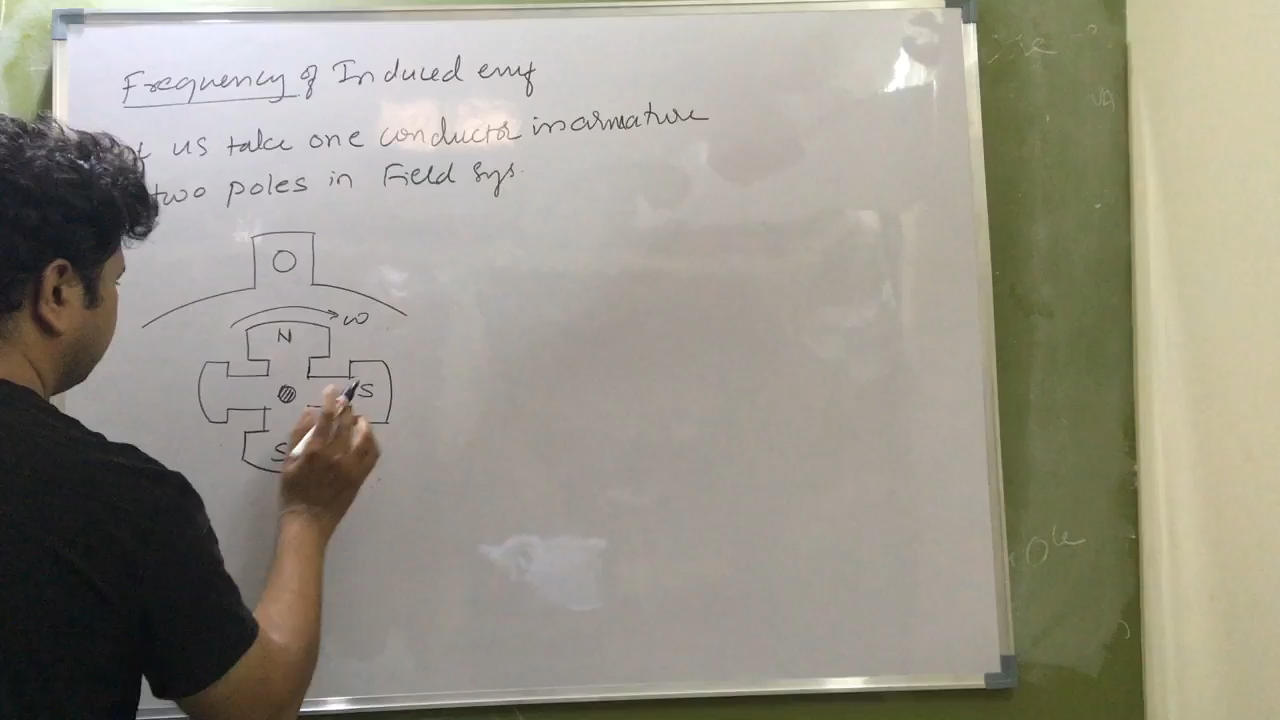 Frequency of Induced emf
us take one conductor in armature
two poles in Field sys.
ω
N
S
S